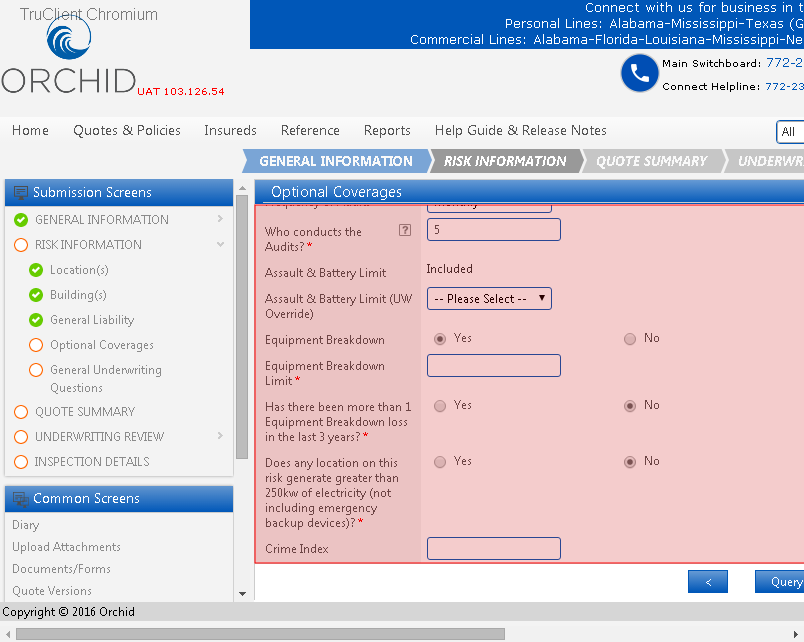 TruClient Chromium
Connect with us for business in t
Personal Lines: Alabama-Mississippi-Texas (G
Commercial Lines: Alabama-Florida-Louisiana-Mississippi-Ne
ORCHID UAT 103.126.54
Main Switchboard: 772-2
Connect Helpline: 772-23
Home Quotes & Policies Insureds Reference Reports Help Guide & Release Notes All
GENERAL INFORMATION RISK INFORMATION QUOTE SUMMARY UNDERWR
Submission Screens
GENERAL INFORMATION
RISK INFORMATION
Location(s)
Building(s)
General Liability
Optional Coverages
General Underwriting
Questions
QUOTE SUMMARY
UNDERWRITING REVIEW
INSPECTION DETAILS
Common Screens
Diary
Upload Attachments
Documents/Forms
Quote Versions
Optional Coverages
Who conducts the ? 5
Audits? *
Assault & Battery Limit Included
Assault & Battery Limit (UW -- Please Select --
Override)
Equipment Breakdown Yes No
Equipment Breakdown
Limit *
Has there been more than 1 Yes No
Equipment Breakdown loss
in the last 3 years? *
Does any location on this Yes No
risk generate greater than
250kw of electricity (not
including emergency
backup devices)? *
Crime Index
< Query
Copyright © 2016 Orchid